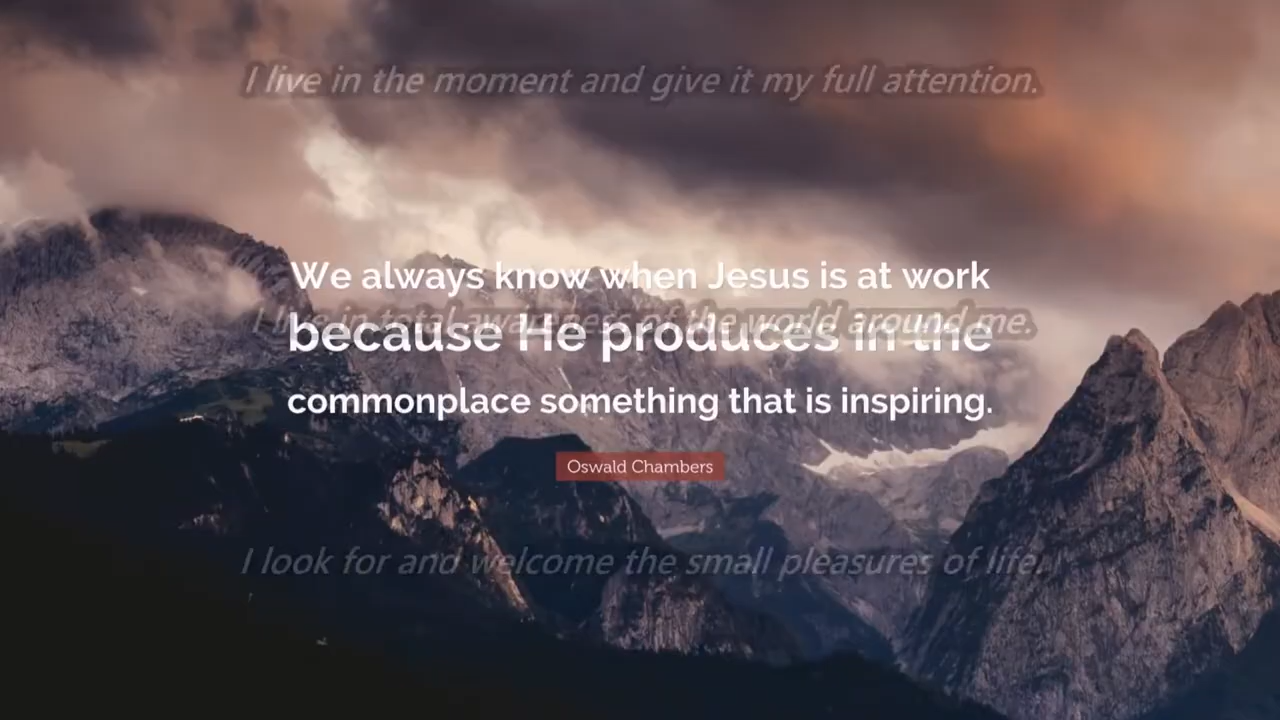 I live in the moment and give it my full attention.
We always know when Jesus is at work
I live in total awareness of the world around me.
because He produces in the
commonplace something that is inspiring.
Oswald Chambers
I look for and welcome the small pleasures of life.